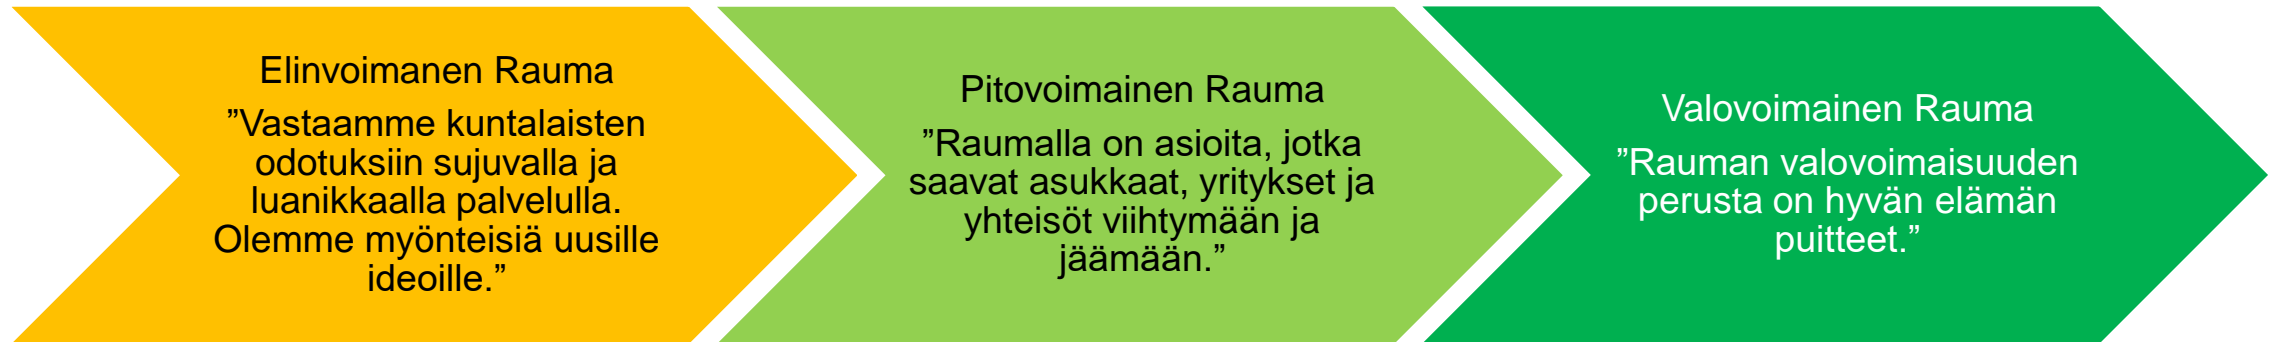 Elinvoimanen Rauma
”Vastaamme kuntalaisten
odotuksiin sujuvalla ja
luanikkaalla palvelulla.
Olemme myönteisiä uusille
ideoille.”
Pitovoimainen Rauma
”Raumalla on asioita, jotka
saavat asukkaat, yritykset ja
yhteisöt viihtymään ja
jäämään.”
Valovoimainen Rauma
”Rauman valovoimaisuuden
perusta on hyvän elämän
puitteet.”